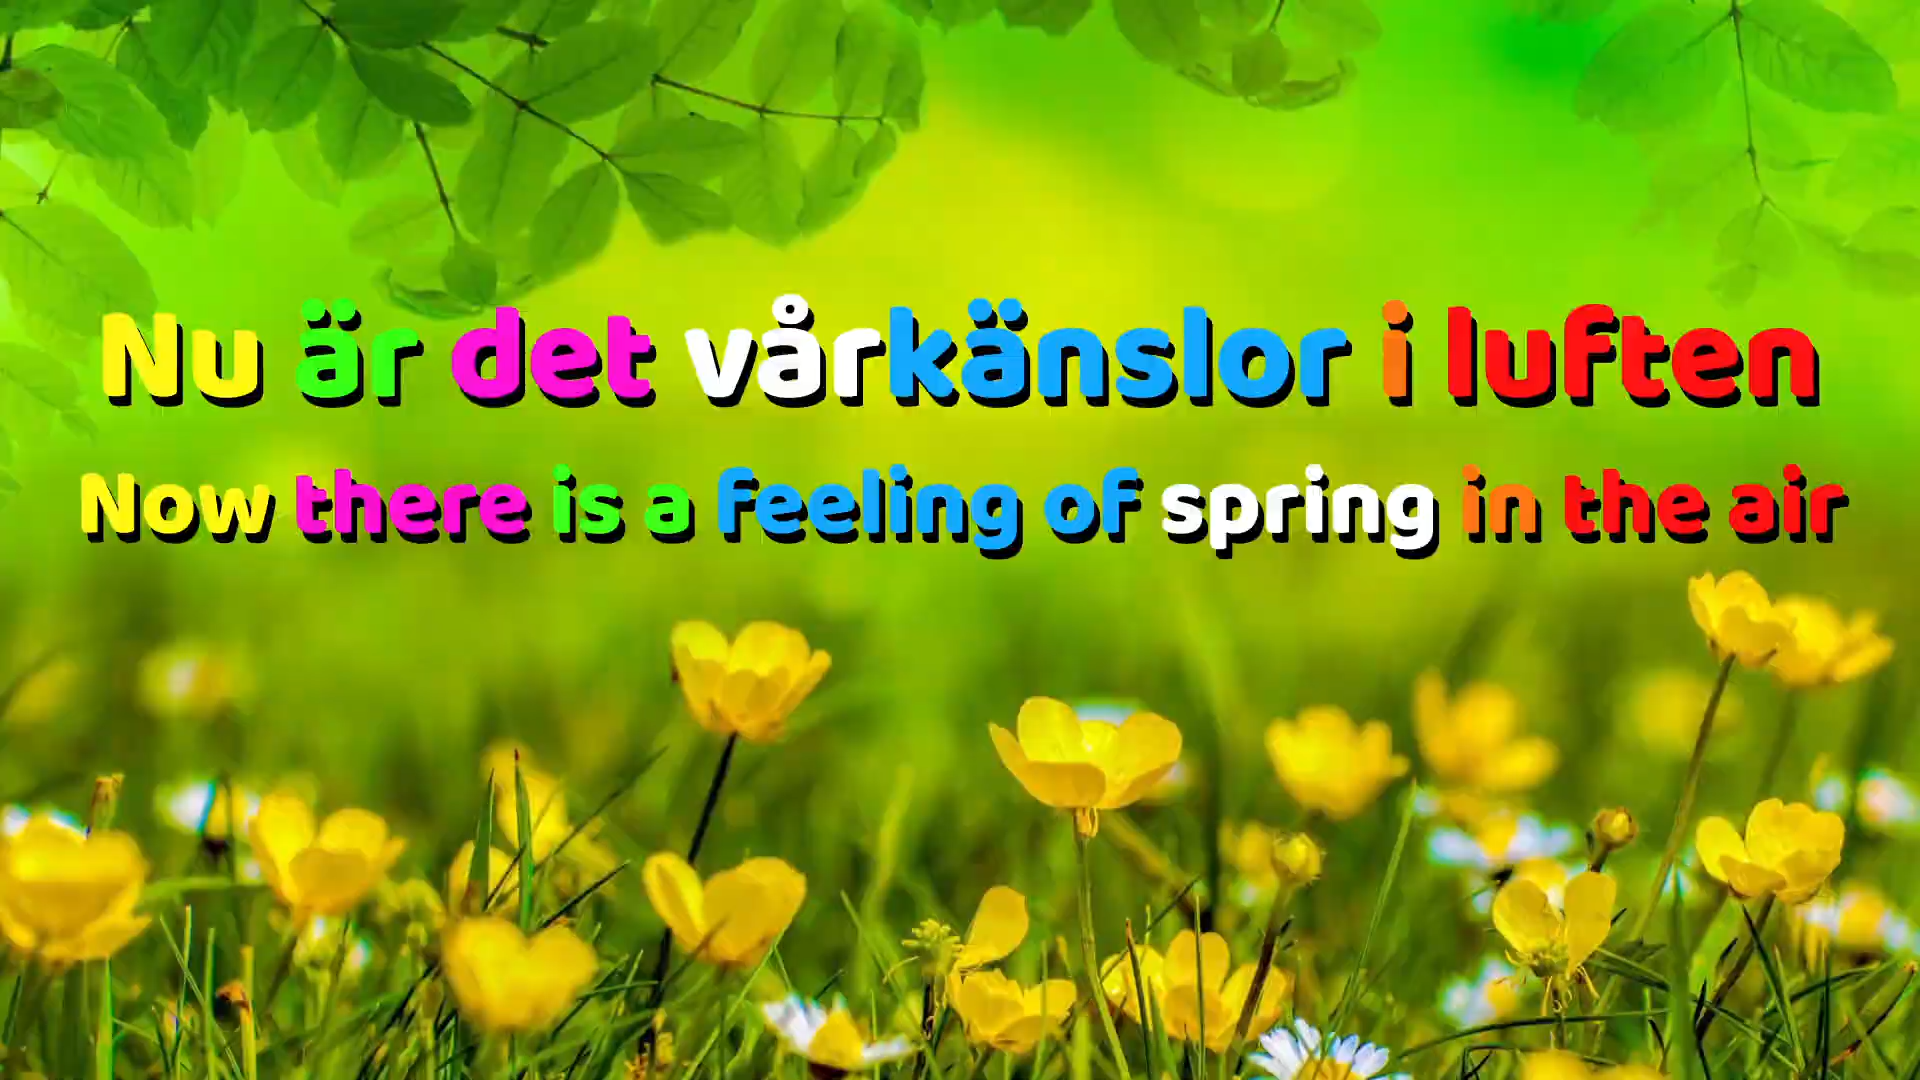 Nu är det vårkänslor i luften
Now there is a feeling of spring in the air